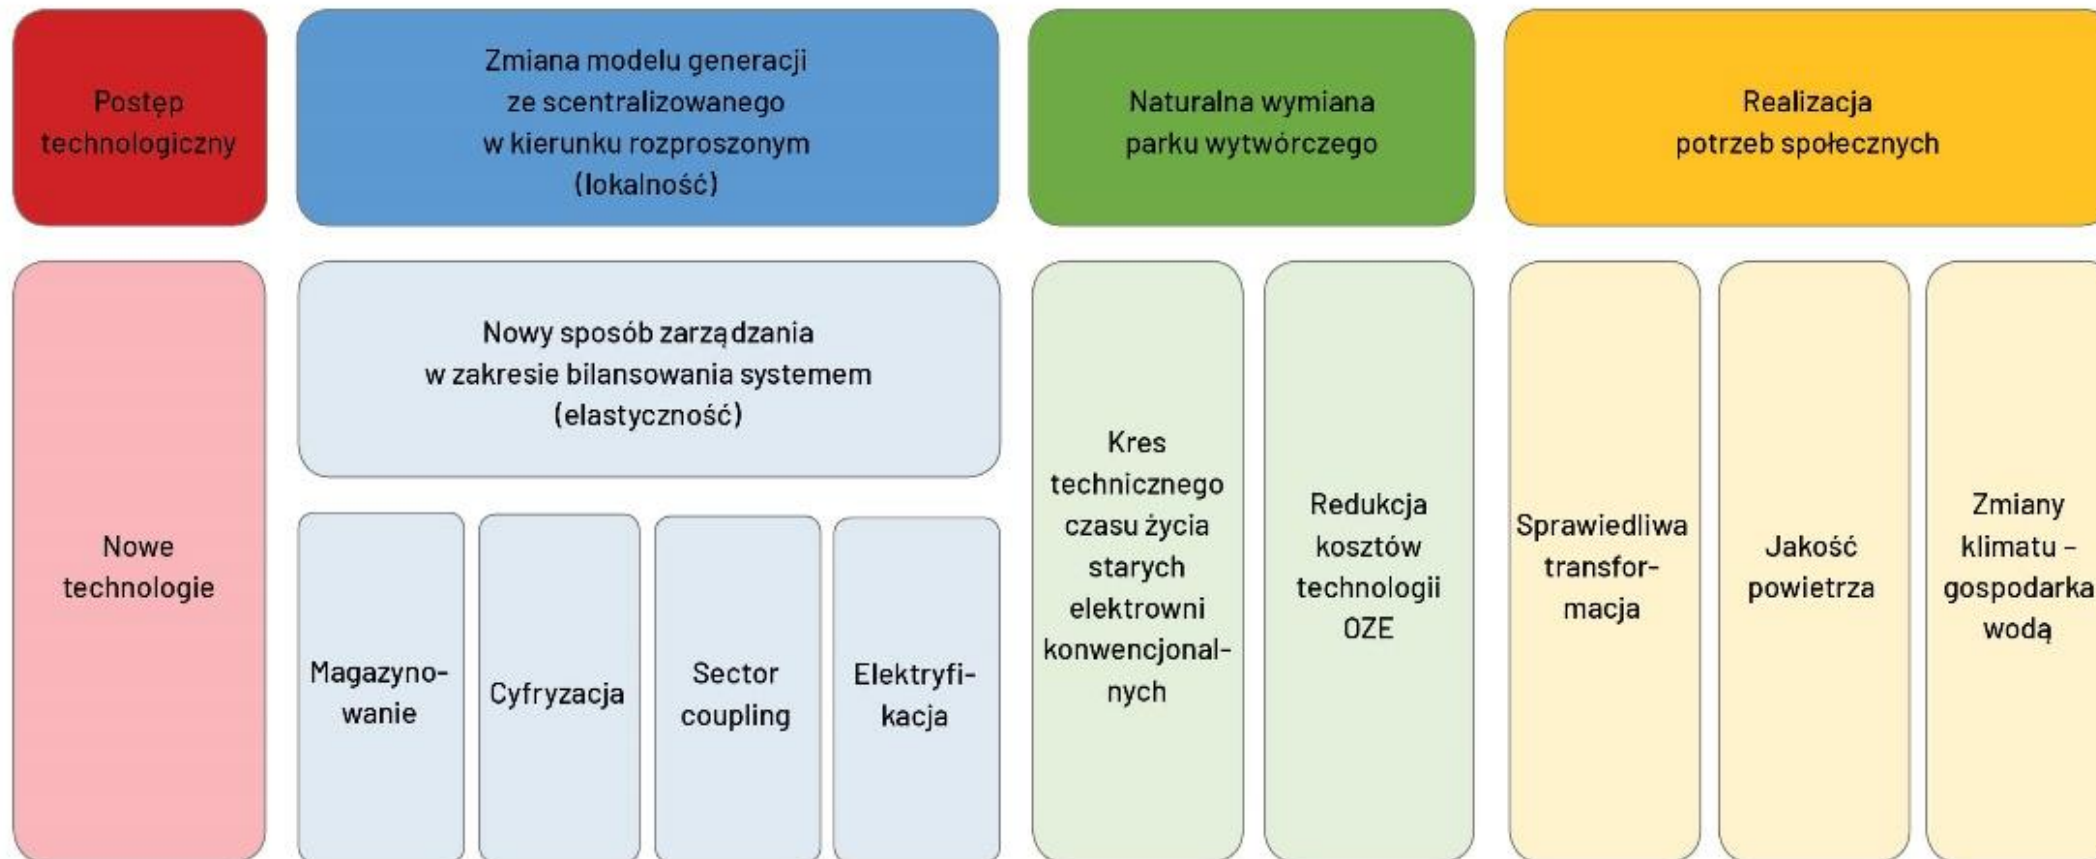 Postęp
technologiczny
Zmiana modelu generacji
ze scentralizowanego
w kierunku rozproszonym
(lokalność)
Naturalna wymiana
parku wytwórczego
Realizacja
potrzeb społecznych
Nowe
technologie
Nowy sposób zarządzania
w zakresie bilansowania systemem
(elastyczność)
Magazyno-
wanie
Cyfryzacja
Sector
coupling
Elektryfi-
kacja
Kres
technicznego
czasu życia
starych
elektrowni
konwencjonal-
nych
Redukcja
kosztów
technologii
OZE
Sprawiedliwa
transfor-
macja
Jakość
powietrza
Zmiany
klimatu –
gospodarka
wodą